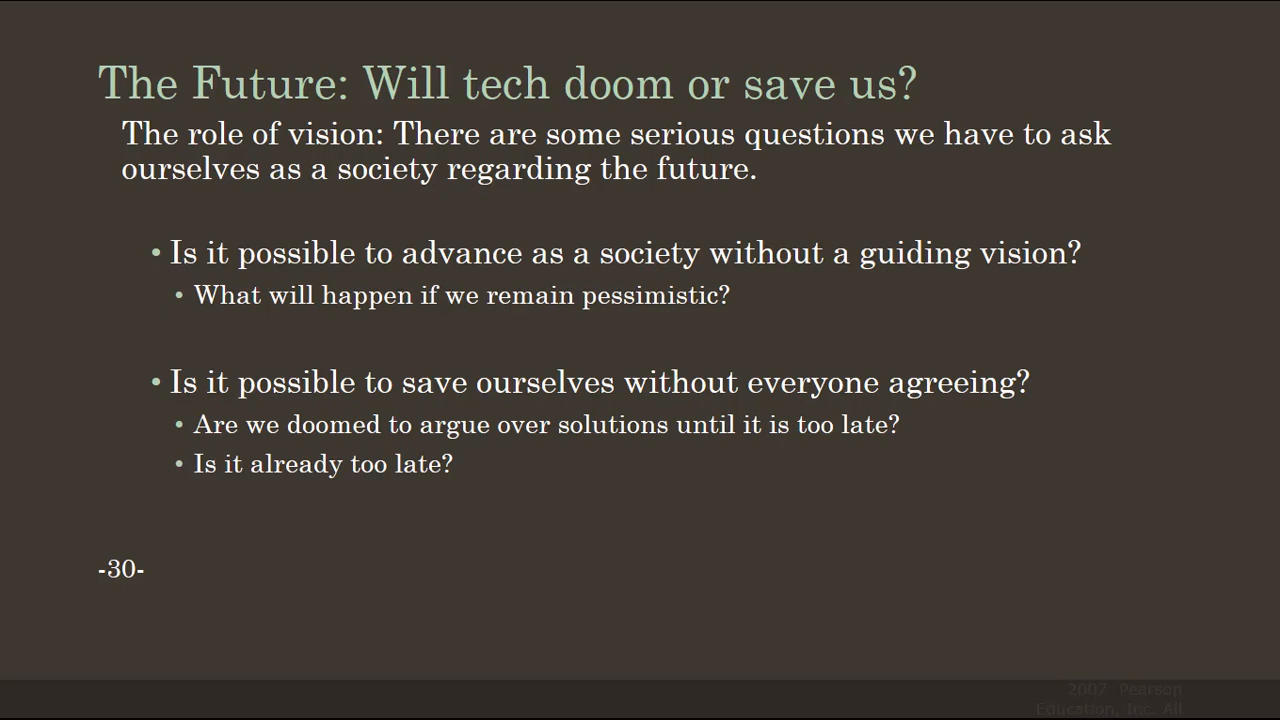 The Future: Will tech doom or save us?
The role of vision: There are some serious questions we have to ask
ourselves as a society regarding the future.
• Is it possible to advance as a society without a guiding vision?
• What will happen if we remain pessimistic?
• Is it possible to save ourselves without everyone agreeing?
• Are we doomed to argue over solutions until it is too late?
• Is it already too late?
-30-
2007 Pearson
Education, Inc. All